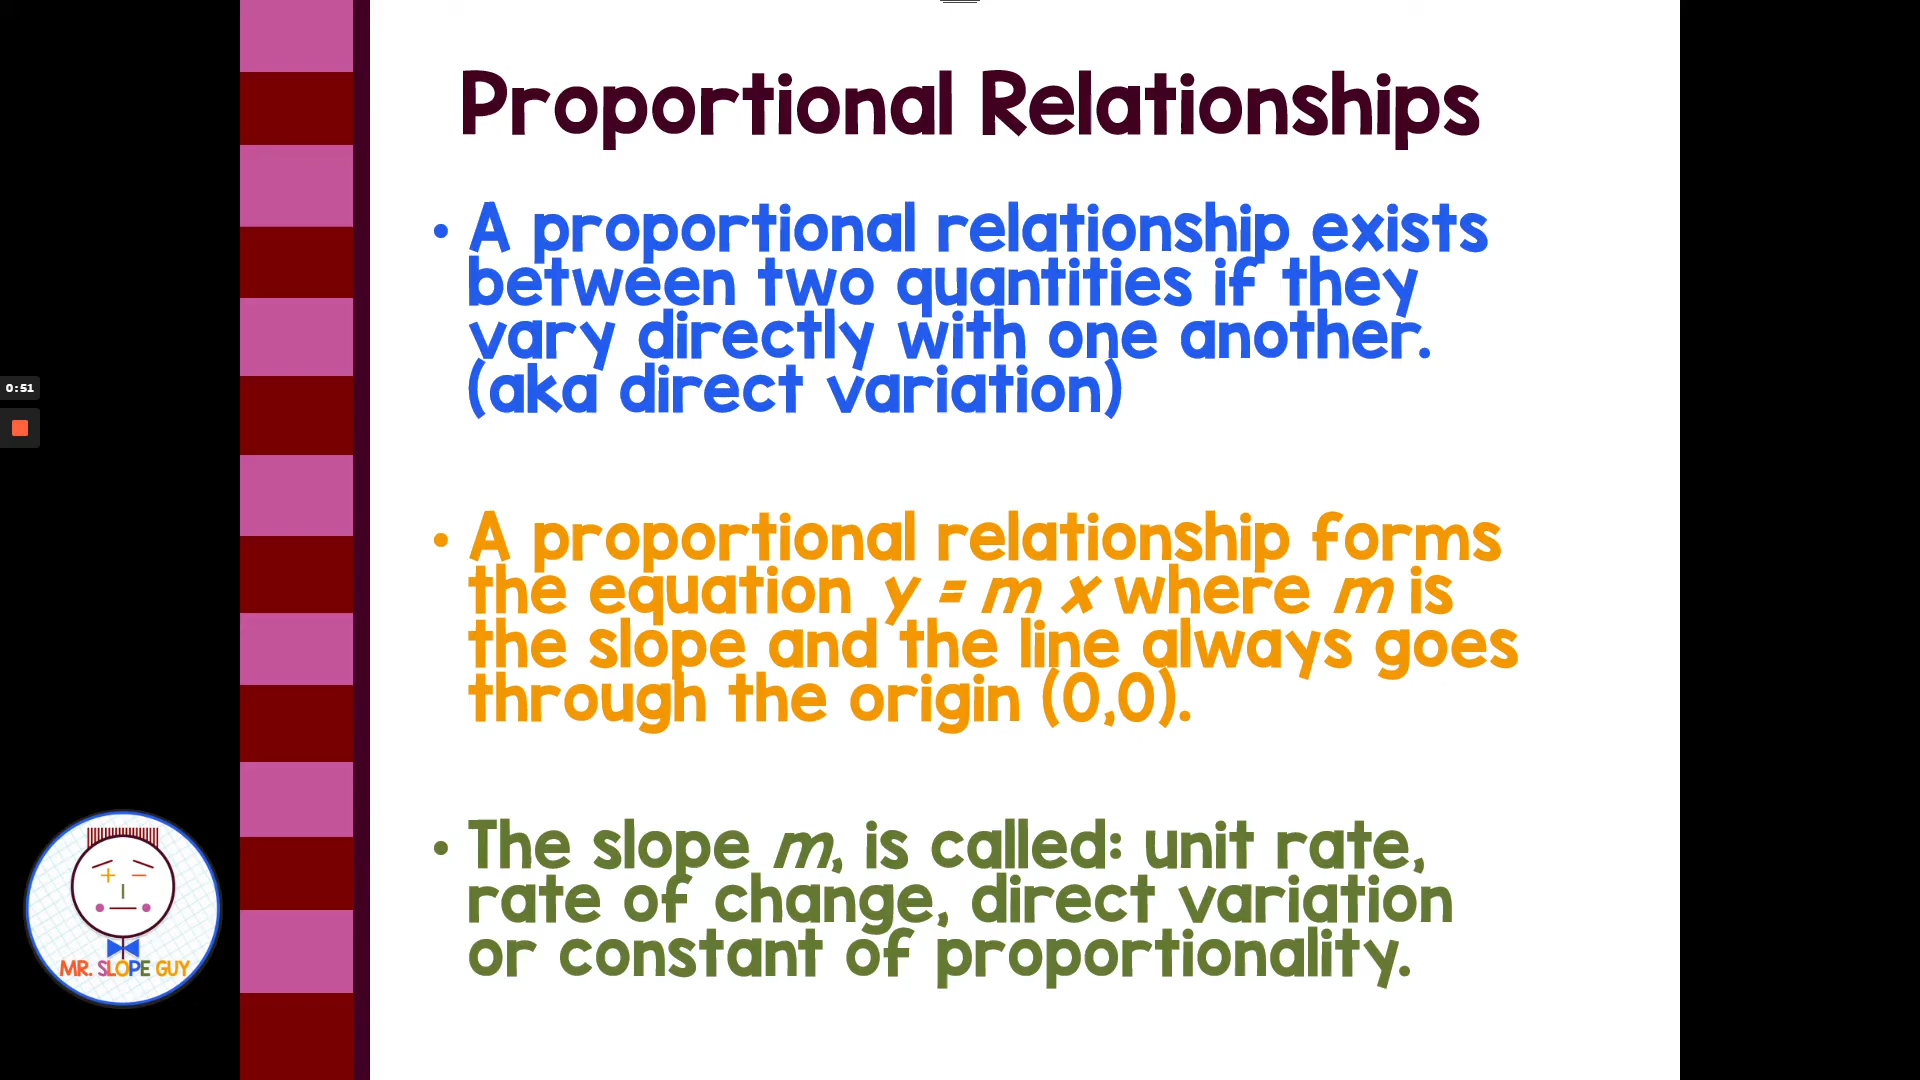 Proportional Relationships
• A proportional relationship exists
between two quantities if they
vary directly with one another.
(aka direct variation)
• A proportional relationship forms
the equation y = m x where m is
the slope and the line always goes
through the origin (0,0).
• The slope m, is called: unit rate,
rate of change, direct variation
or constant of proportionality.
0:51
MR. SLOPE GUY